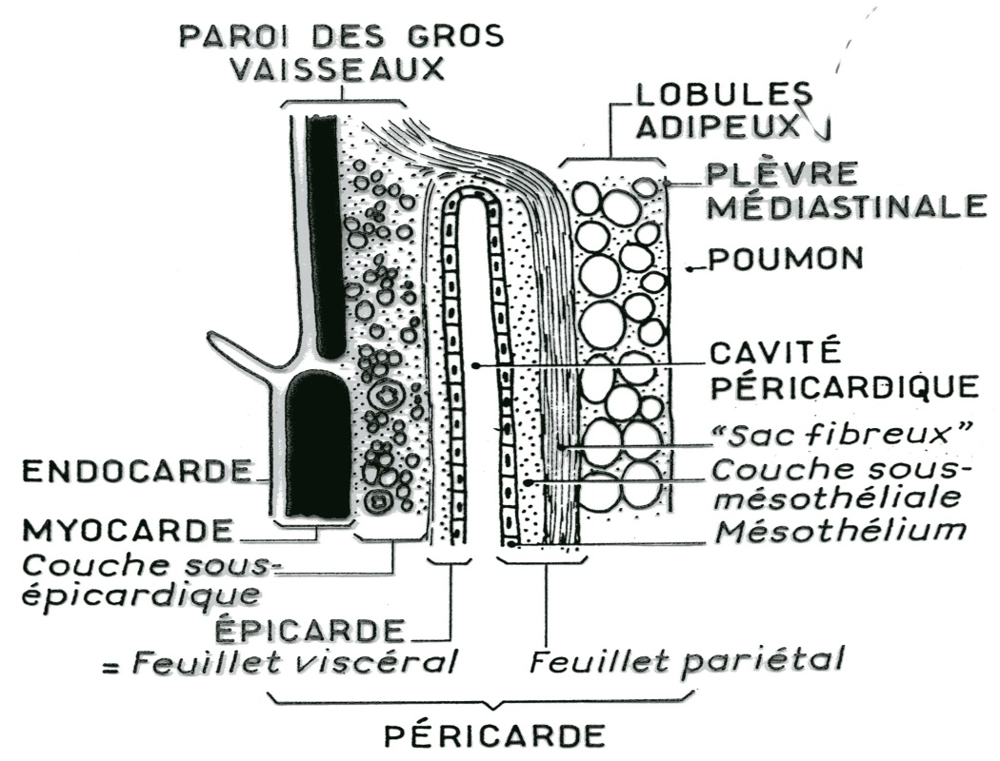 PAROI DES GROS
VAISSEAUX
LOBULES
ADIPEUX
PLÈVRE
MÉDIASTINALE
POUMON
CAVITÉ
PÉRICARDIQUE
"Sac fibreux"
Couche sous-
mésothéliale
Mésothélium
ENDOCARDE
MYOCARDE
Couche sous-
épicardique
ÉPICARDE
= Feuillet viscéral
Feuillet pariétal
PÉRICARDE